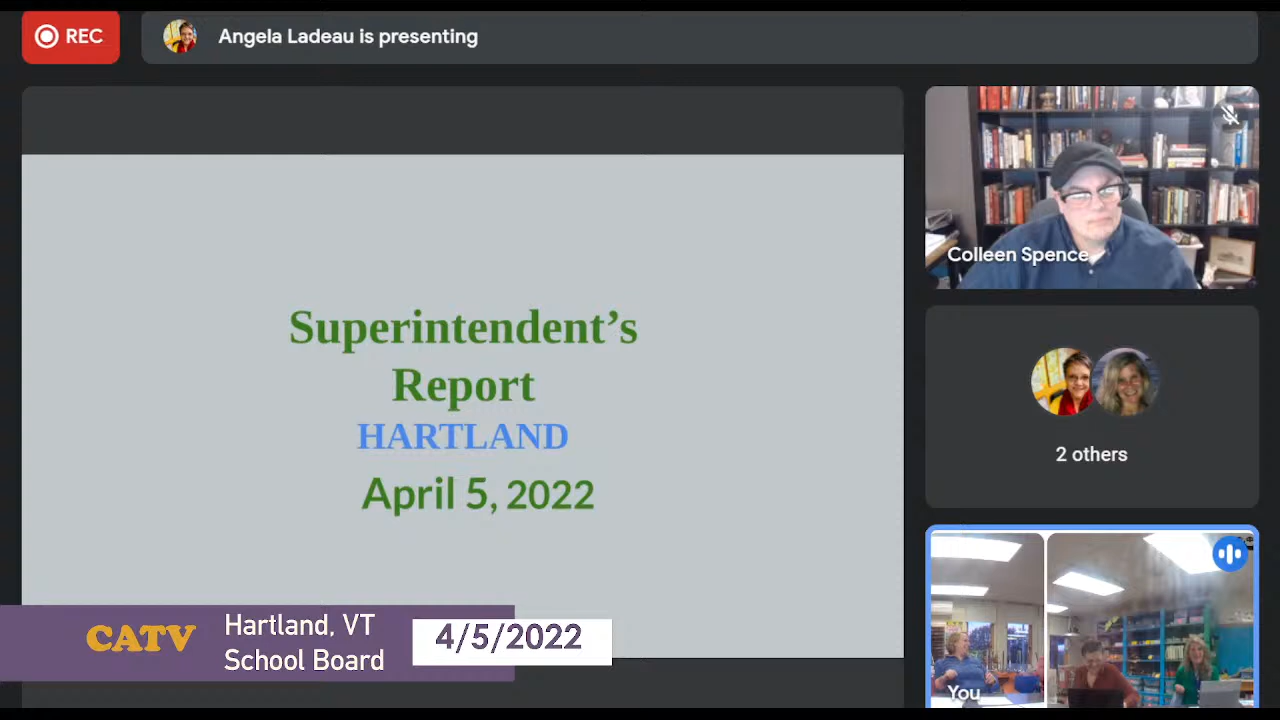 REC
Angela Ladeau is presenting
Superintendent's
Report
HARTLAND
April 5, 2022
Colleen Spence
2 others
You
CATV
Hartland, VT
School Board
4/5/2022